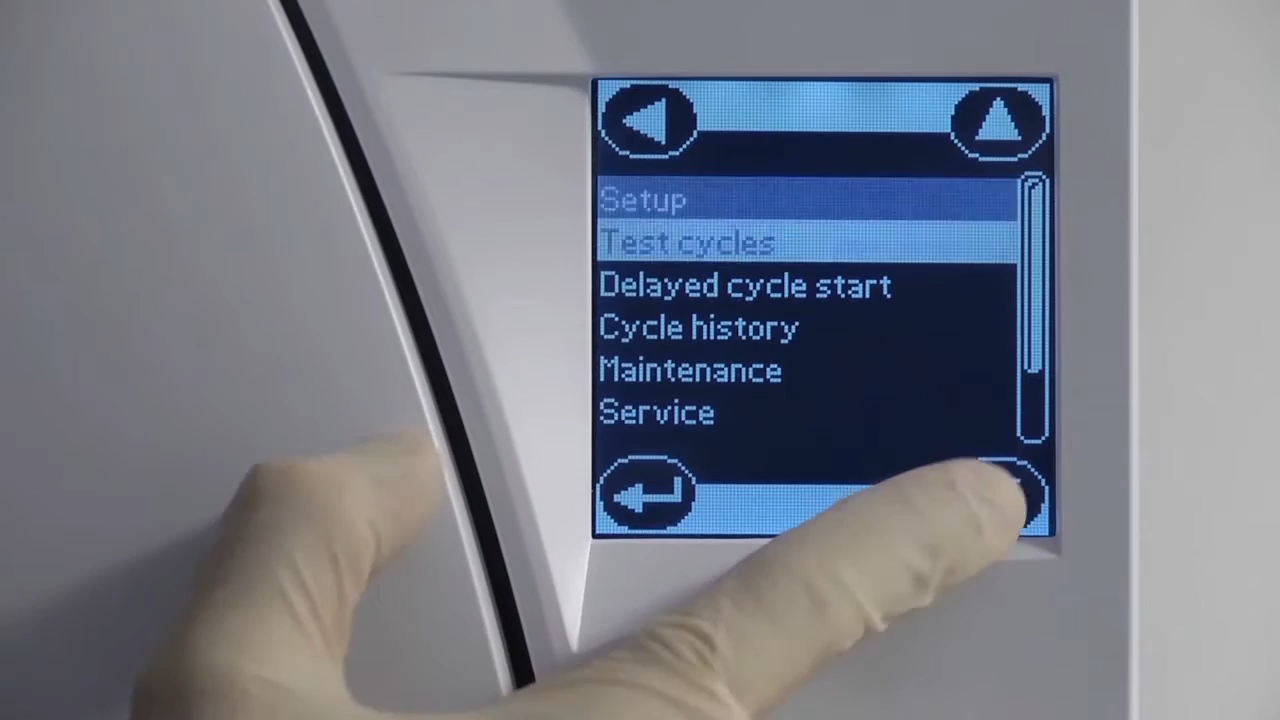 Setup
Test cycles
Delayed cycle start
Cycle history
Maintenance
Service